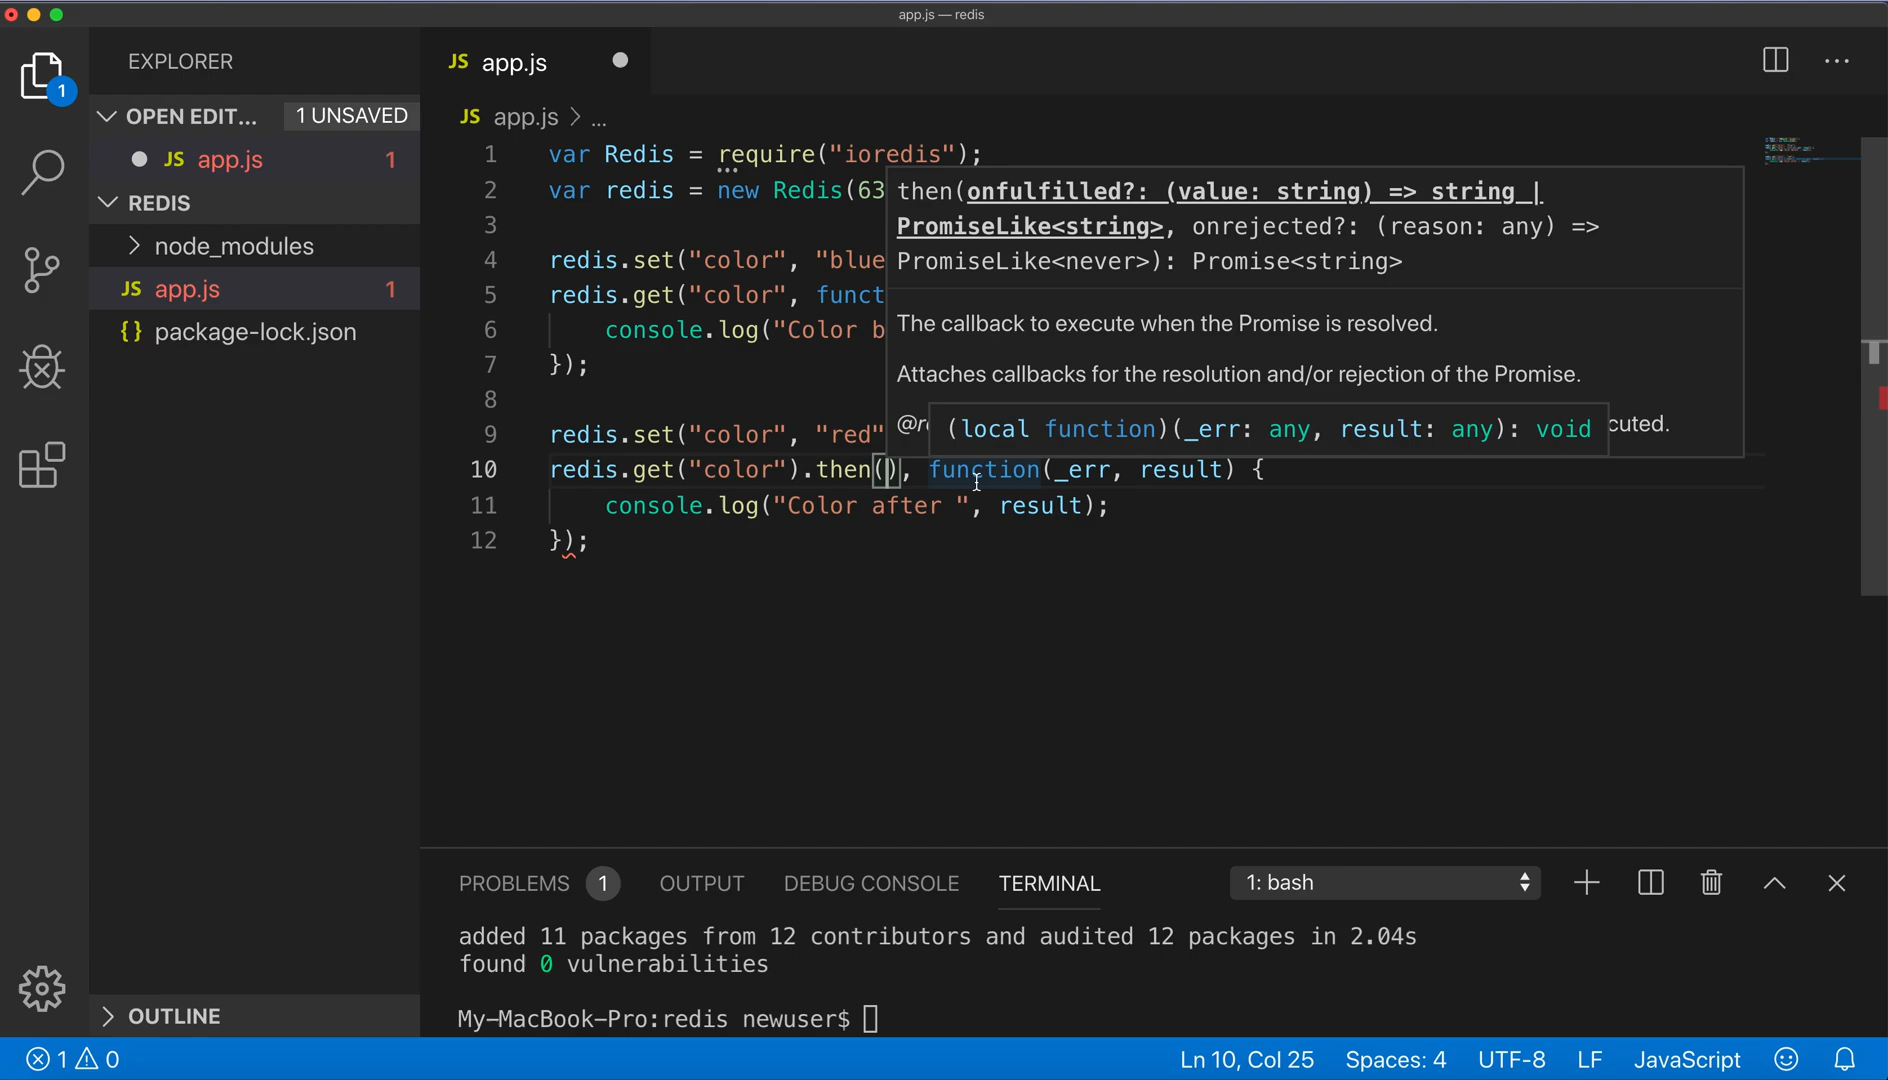 app.js — redis
EXPLORER
JS app.js
1
OPEN EDIT... 1 UNSAVED
JS app.js 1
REDIS
node_modules
JS app.js 1
{} package-lock.json
OUTLINE
JS app.js > ...
1 var Redis = require("ioredis");
2 var redis = new Redis(63
3
4 redis.set("color", "blue
5 redis.get("color", funct
6 console.log("Color b
7 });
8
9 redis.set("color", "red"
10 redis.get("color").then(), function(_err, result) {
11 console.log("Color after ", result);
12 });
then(onfulfilled?: (value: string) => string |
PromiseLike<string>, onrejected?: (reason: any) =>
PromiseLike<never>): Promise<string>
The callback to execute when the Promise is resolved.
Attaches callbacks for the resolution and/or rejection of the Promise.
(local function)(_err: any, result: any): void
PROBLEMS 1 OUTPUT DEBUG CONSOLE TERMINAL 1: bash
added 11 packages from 12 contributors and audited 12 packages in 2.04s
found 0 vulnerabilities
My-MacBook-Pro:redis newuser$
1 0 Ln 10, Col 25 Spaces: 4 UTF-8 LF JavaScript